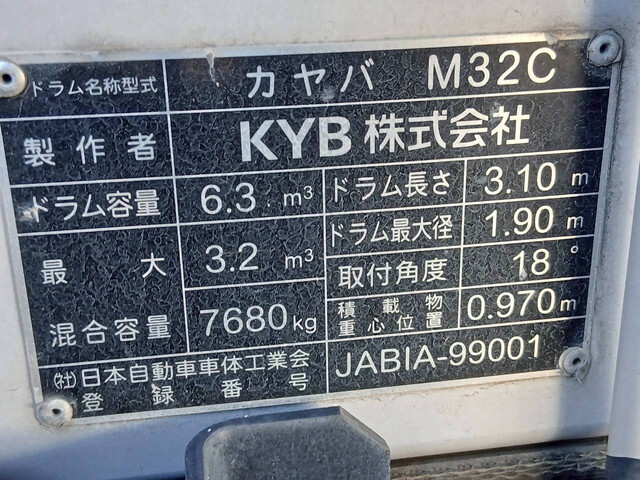 ドラム名称型式 カヤバ M32C
製作者 KYB株式会社
ドラム容量 6.3 m³ ドラム長さ 3.10 m
最大 3.2 m³ ドラム最大径 1.90 m
混合容量 7680kg 取付角度 18°
積載物重心位置 0.970m
(社)日本自動車車体工業会
登録番号 JABIA-99001